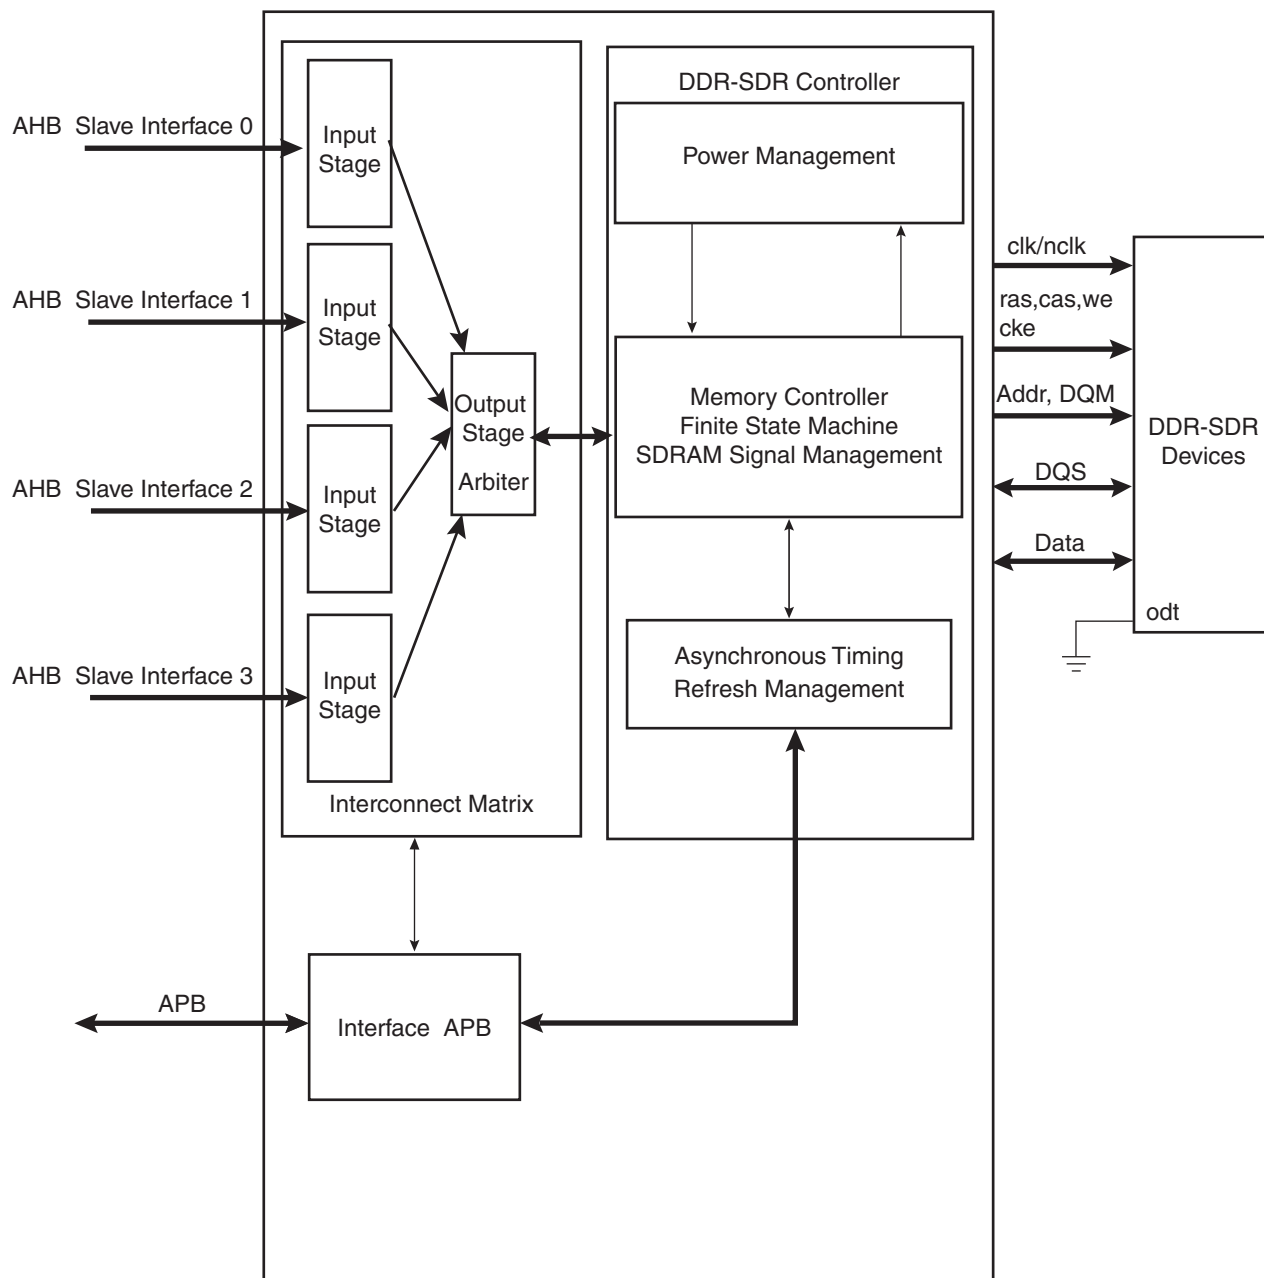 DDR-SDR Controller
AHB Slave Interface 0
Input
Stage
Power Management
AHB Slave Interface 1
Input
Stage
clk/nclk
ras,cas,we
cke
Addr, DQM
DQS
Data
odt
DDR-SDR
Devices
Output
Stage
Arbiter
Memory Controller
Finite State Machine
SDRAM Signal Management
AHB Slave Interface 2
Input
Stage
AHB Slave Interface 3
Input
Stage
Asynchronous Timing
Refresh Management
Interconnect Matrix
APB
Interface APB